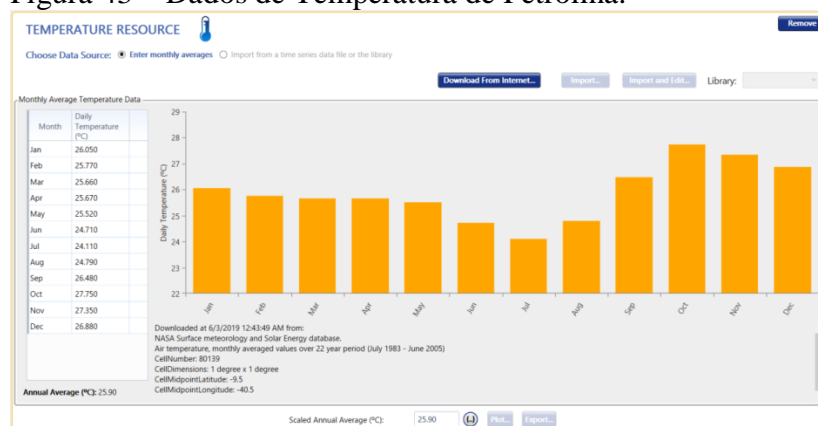 Figura 43 – Dados de Temperatura de Petrolina.
TEMPERATURE RESOURCE
Remove
Choose Data Source: Enter monthly averages Import from a time series data file or the library
Download From Internet... Import... Import and Edit... Library:
Monthly Average Temperature Data
Month Daily Temperature (ºC)
Jan 26.050
Feb 25.770
Mar 25.660
Apr 25.670
May 25.520
Jun 24.710
Jul 24.110
Aug 24.790
Sep 26.480
Oct 27.750
Nov 27.350
Dec 26.880
Annual Average (ºC): 25.90
Daily Temperature (ºC)
29
28
27
26
25
24
23
22
Jan Feb Mar Apr May Jun Jul Aug Sep Oct Nov Dec
Downloaded at 6/3/2019 12:43:49 AM from:
NASA Surface meteorology and Solar Energy database.
Air temperature, monthly averaged values over 22 year period (July 1983 - June 2005)
CellNumber: 80139
CellDimensions: 1 degree x 1 degree
CellMidpointLatitude: -9.5
CellMidpointLongitude: -40.5
Scaled Annual Average (ºC): 25.90 Plot... Export...